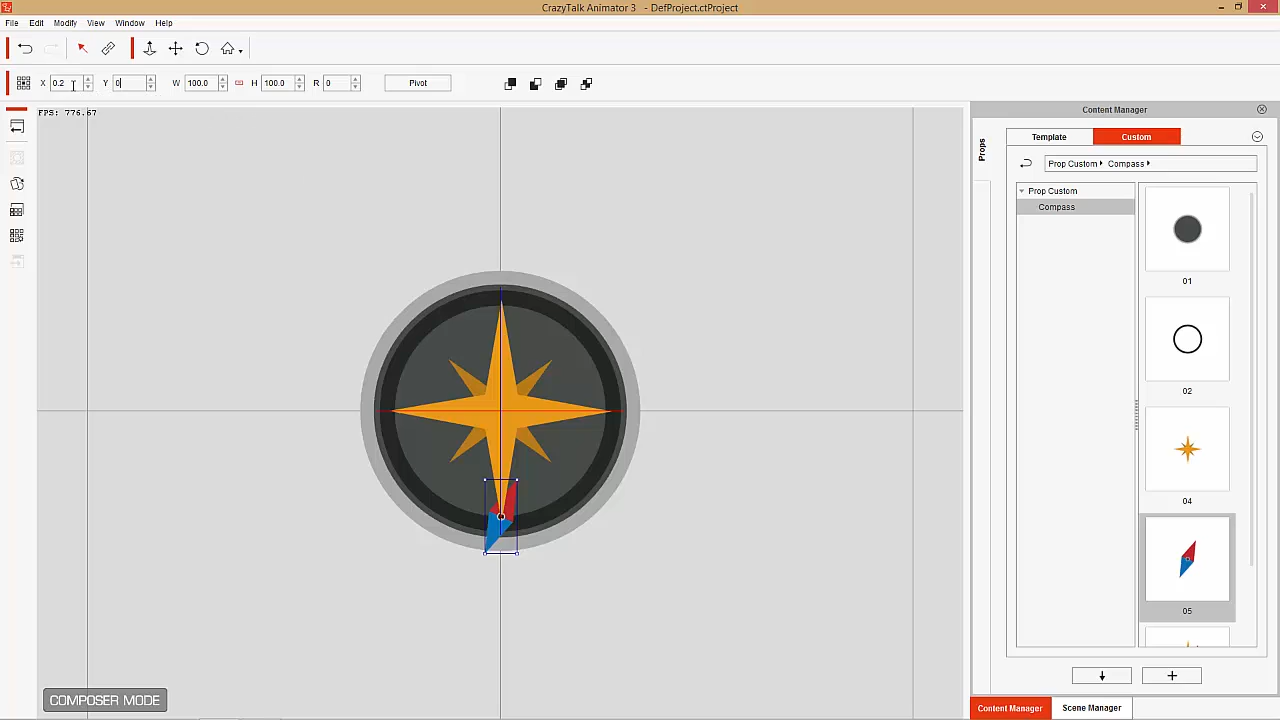 CrazyTalk Animator 3 - DefProject.ctProject
File Edit Modify View Window Help
X 0.2 Y 0 W 100.0 H 100.0 R 0 Pivot
FPS: 776.67
Content Manager
Props
Template Custom
Prop Custom Compass
Prop Custom
Compass
01
02
04
05
COMPOSER MODE
Content Manager Scene Manager